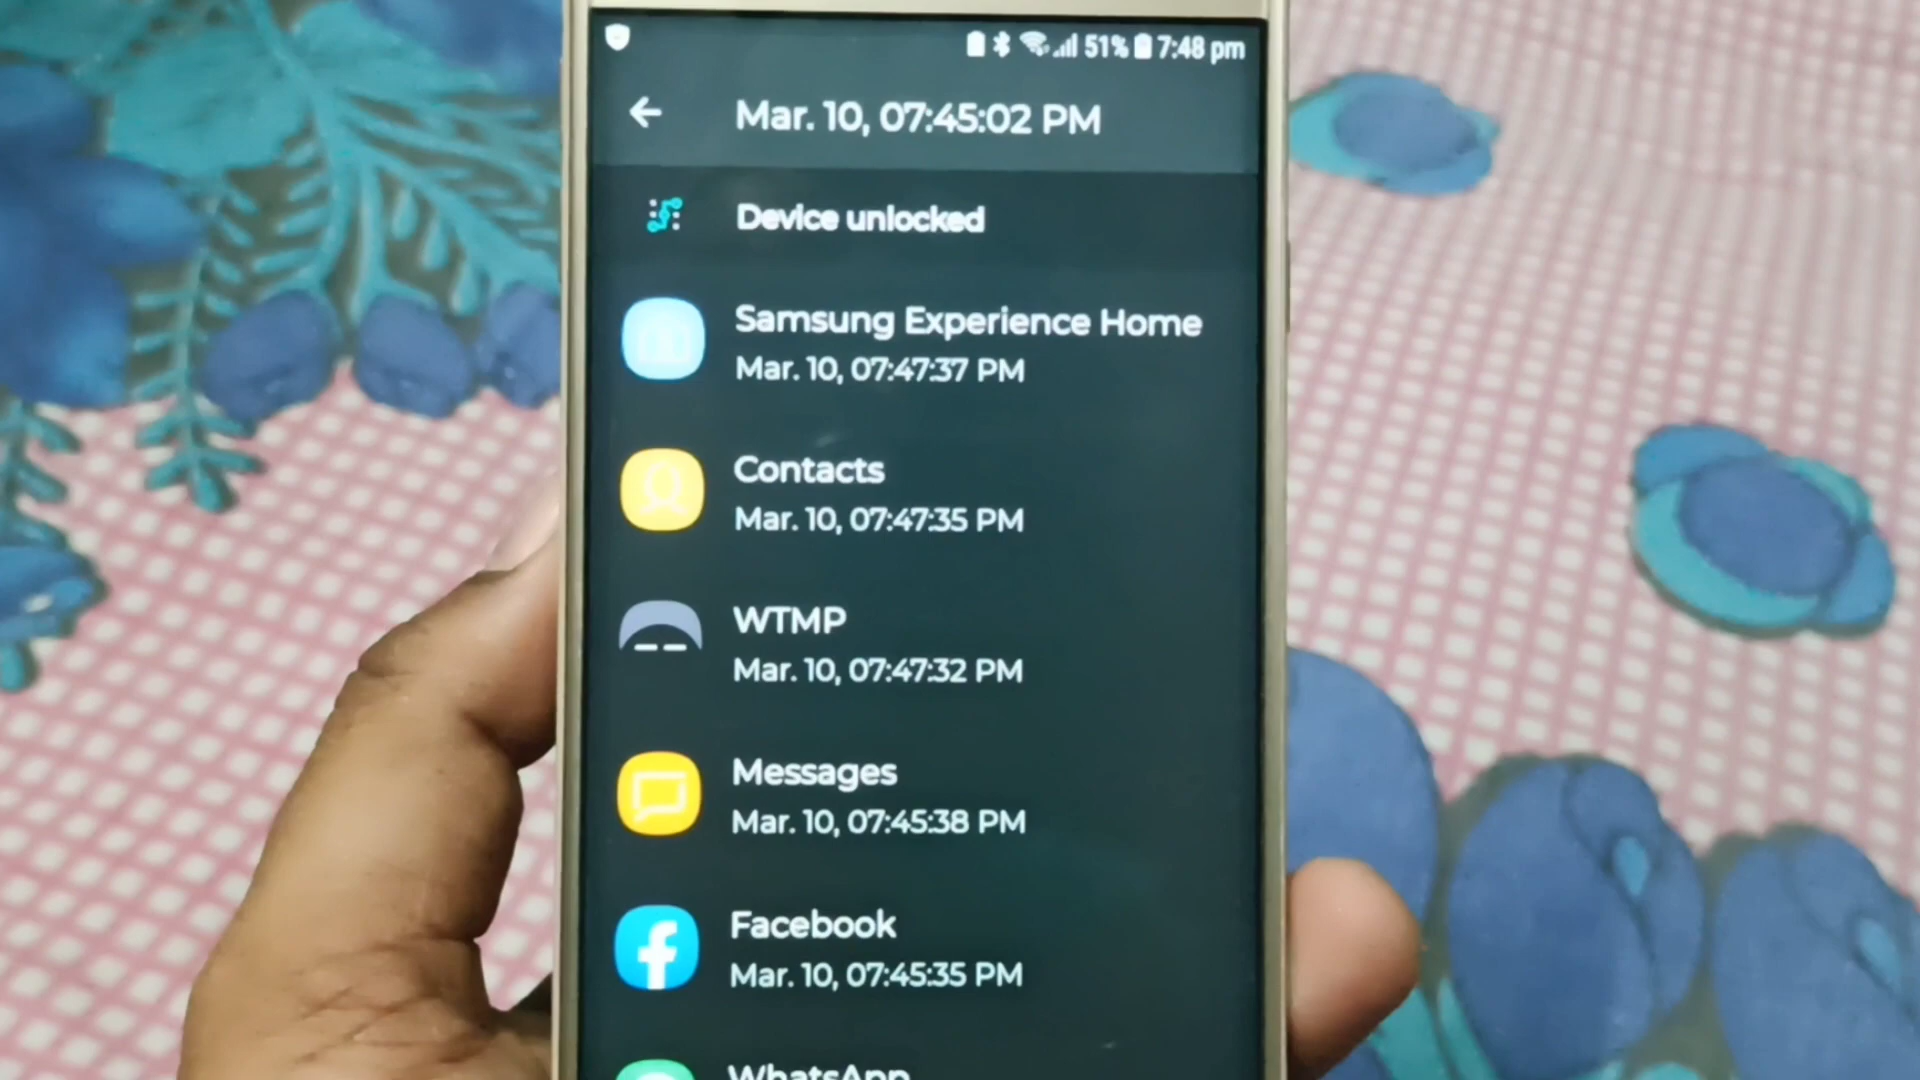 51% 7:48 pm
Mar. 10, 07:45:02 PM
Device unlocked
Samsung Experience Home
Mar. 10, 07:47:37 PM
Contacts
Mar. 10, 07:47:35 PM
WTMP
Mar. 10, 07:47:32 PM
Messages
Mar. 10, 07:45:38 PM
Facebook
Mar. 10, 07:45:35 PM
WhatsApp